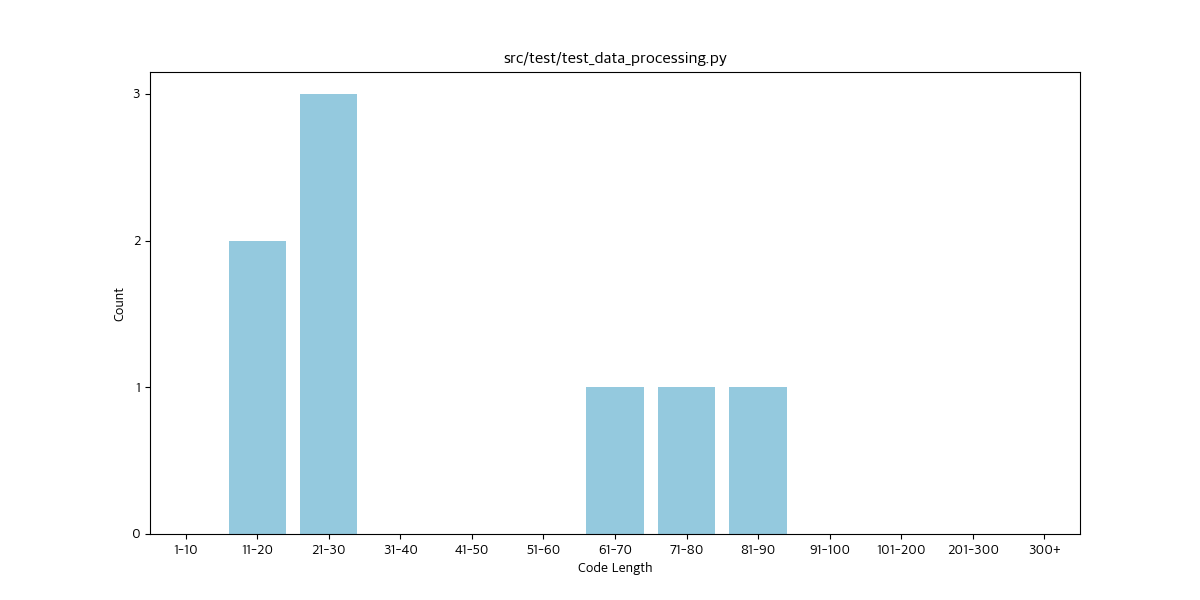 src/test/test_data_processing.py
3
2
1
0
Count
1-10 11-20 21-30 31-40 41-50 51-60 61-70 71-80 81-90 91-100 101-200 201-300 300+
Code Length